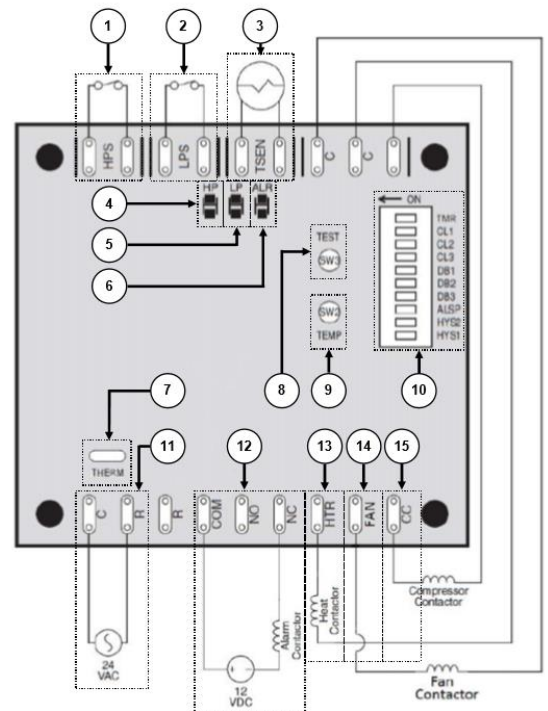 1
2
3
HPS
LPS
TSEN
C
C
HP
LP
ALR
4
5
6
TEST
SW3
SW2
TEMP
ON
TMR
CL1
CL2
CL3
DB1
DB2
DB3
ALSP
HYS2
HYS1
7
8
9
10
THERM
11
12
13
14
15
C
R
R
COM
NO
NC
HTR
FAN
CC
24
VAC
12
VDC
Alarm
Contactor
Heat
Contactor
Compressor
Contactor
Fan
Contactor